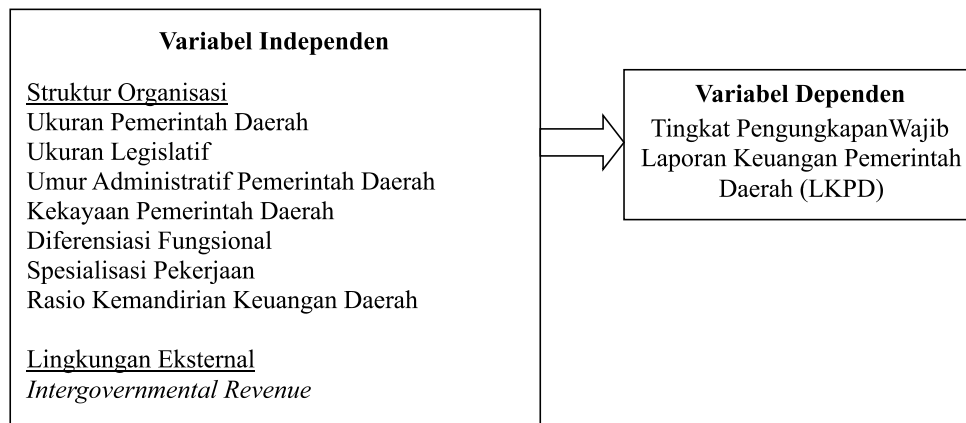 Variabel Independen
Struktur Organisasi
Ukuran Pemerintah Daerah
Ukuran Legislatif
Umur Administratif Pemerintah Daerah
Kekayaan Pemerintah Daerah
Diferensiasi Fungsional
Spesialisasi Pekerjaan
Rasio Kemandirian Keuangan Daerah
Lingkungan Eksternal
Intergovernmental Revenue
Variabel Dependen
Tingkat PengungkapanWajib
Laporan Keuangan Pemerintah
Daerah (LKPD)